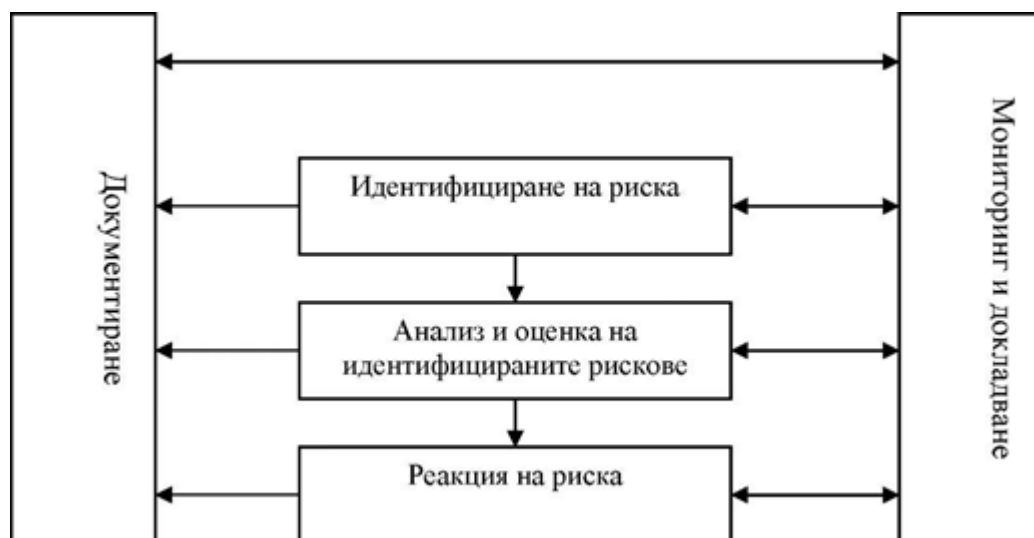 Документиране
Идентифициране на риска
Анализ и оценка на
идентифицираните рискове
Реакция на риска
Мониторинг и докладване